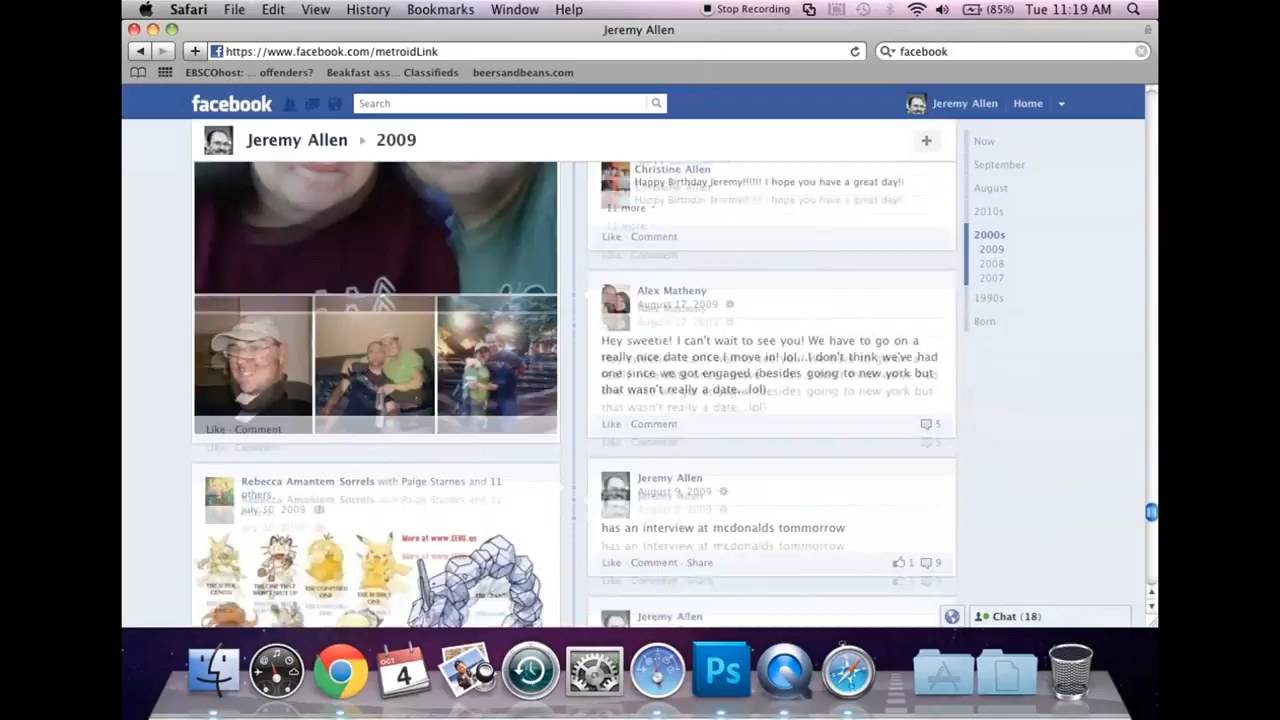 Safari File Edit View History Bookmarks Window Help Stop Recording (85%) Tue 11:19 AM
Jeremy Allen
https://www.facebook.com/metroidLink
facebook
EBSCOhost: ... offenders? Beakfast ass... Classifieds beersandbeans.com
facebook
Search
Jeremy Allen Home
Jeremy Allen 2009
Now
September
August
2010s
2000s
2009
2008
2007
1990s
Born
Christine Allen
Happy Birthday Jeremy!!!!!! i hope you have a great day!!
11 more
Like · Comment
Alex Matheny
August 17, 2009
Hey sweetie! I can't wait to see you! We have to go on a
really nice date once I move in! lol...I don't think we've had
one since we got engaged (besides going to new york but
that wasn't really a date...lol)
Like · Comment 5
Like · Comment
Rebecca Amantem Sorrels with Paige Starnes and 11
others.
July 30, 2009
More at www.
Jeremy Allen
August 9, 2009
has an interview at mcdonalds tommorrow
Like · Comment · Share 1 9
Jeremy Allen
Chat (18)
OCT
4
Ps